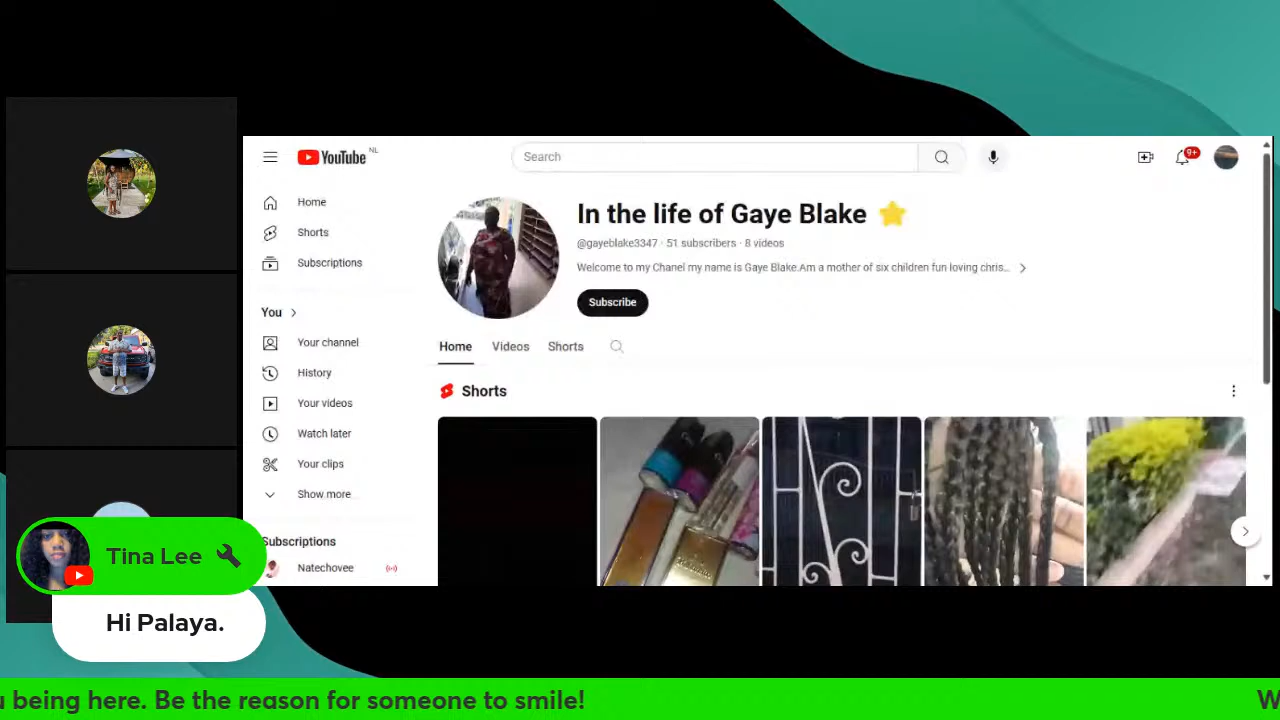 YouTube NL
Search
9+
Home
Shorts
Subscriptions
You
Your channel
History
Your videos
Watch later
Your clips
Show more
Subscriptions
Natechovee
In the life of Gaye Blake
@gayeblake3347 · 51 subscribers · 8 videos
Welcome to my Chanel my name is Gaye Blake.Am a mother of six children fun loving chris...
Subscribe
Home Videos Shorts
Shorts
Tina Lee
Hi Palaya.
being here. Be the reason for someone to smile!